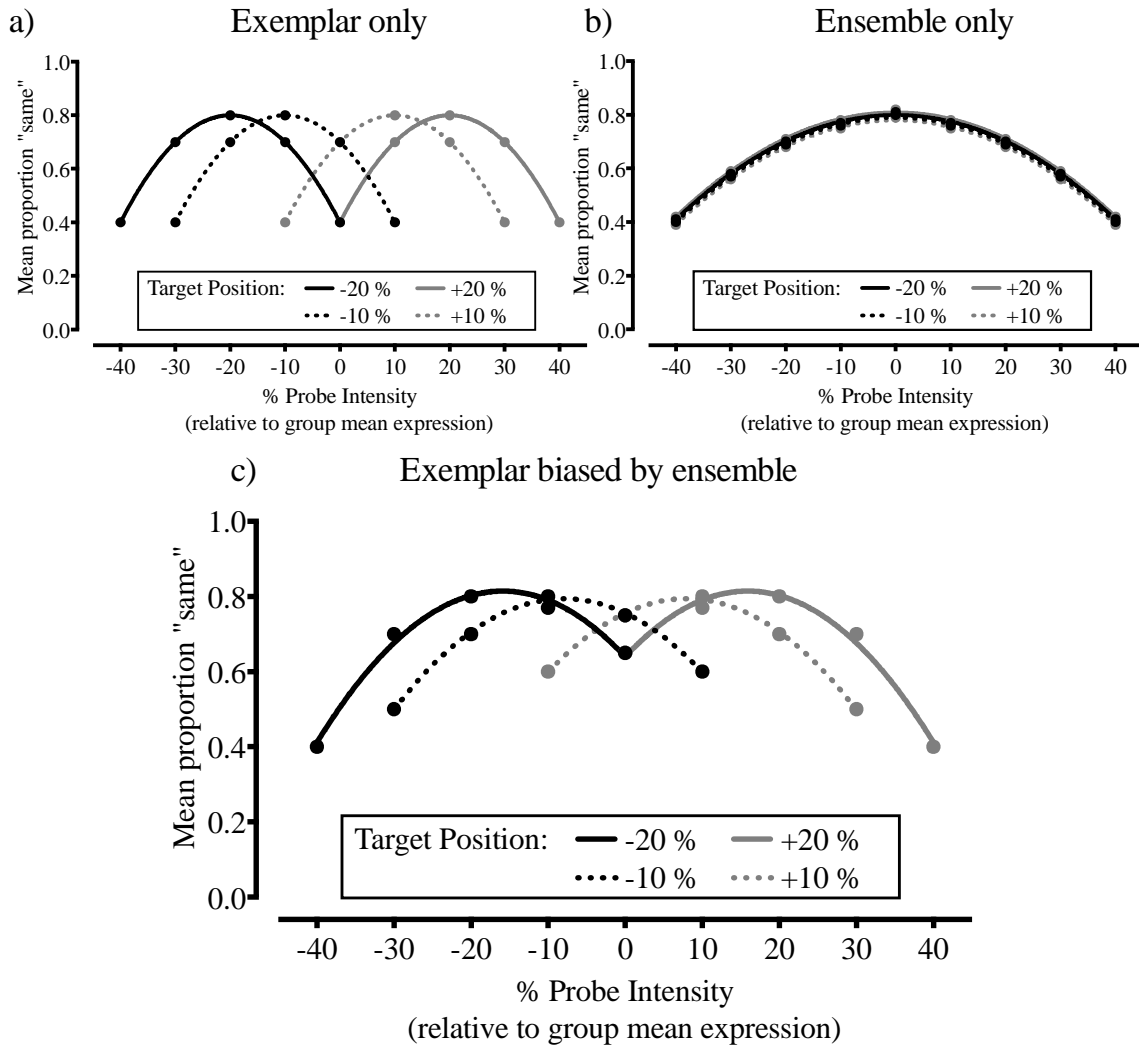 a) Exemplar only
Mean proportion "same"
1.0
0.8
0.6
0.4
0.2
0.0
Target Position: -20 % +20 %
-10 % +10 %
-40 -30 -20 -10 0 10 20 30 40
% Probe Intensity
(relative to group mean expression)
b) Ensemble only
Mean proportion "same"
1.0
0.8
0.6
0.4
0.2
0.0
Target Position: -20 % +20 %
-10 % +10 %
-40 -30 -20 -10 0 10 20 30 40
% Probe Intensity
(relative to group mean expression)
c) Exemplar biased by ensemble
Mean proportion "same"
1.0
0.8
0.6
0.4
0.2
0.0
Target Position: -20 % +20 %
-10 % +10 %
-40 -30 -20 -10 0 10 20 30 40
% Probe Intensity
(relative to group mean expression)